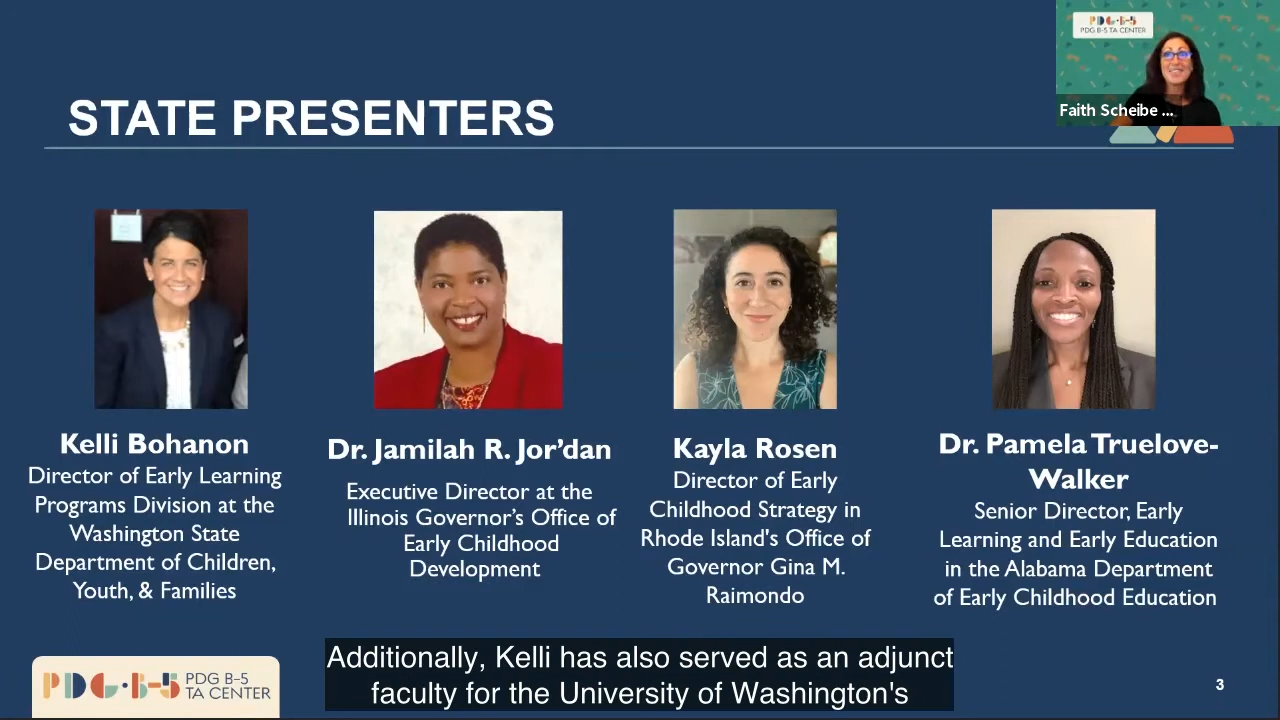 PDG·B-5
PDG B-5 TA CENTER
Faith Scheibe ...
STATE PRESENTERS
Kelli Bohanon
Director of Early Learning
Programs Division at the
Washington State
Department of Children,
Youth, & Families
Dr. Jamilah R. Jor’dan
Executive Director at the
Illinois Governor’s Office of
Early Childhood
Development
Kayla Rosen
Director of Early
Childhood Strategy in
Rhode Island's Office of
Governor Gina M.
Raimondo
Dr. Pamela Truelove-
Walker
Senior Director, Early
Learning and Early Education
in the Alabama Department
of Early Childhood Education
Additionally, Kelli has also served as an adjunct
faculty for the University of Washington's
PDG·B-5
PDG B–5
TA CENTER
3